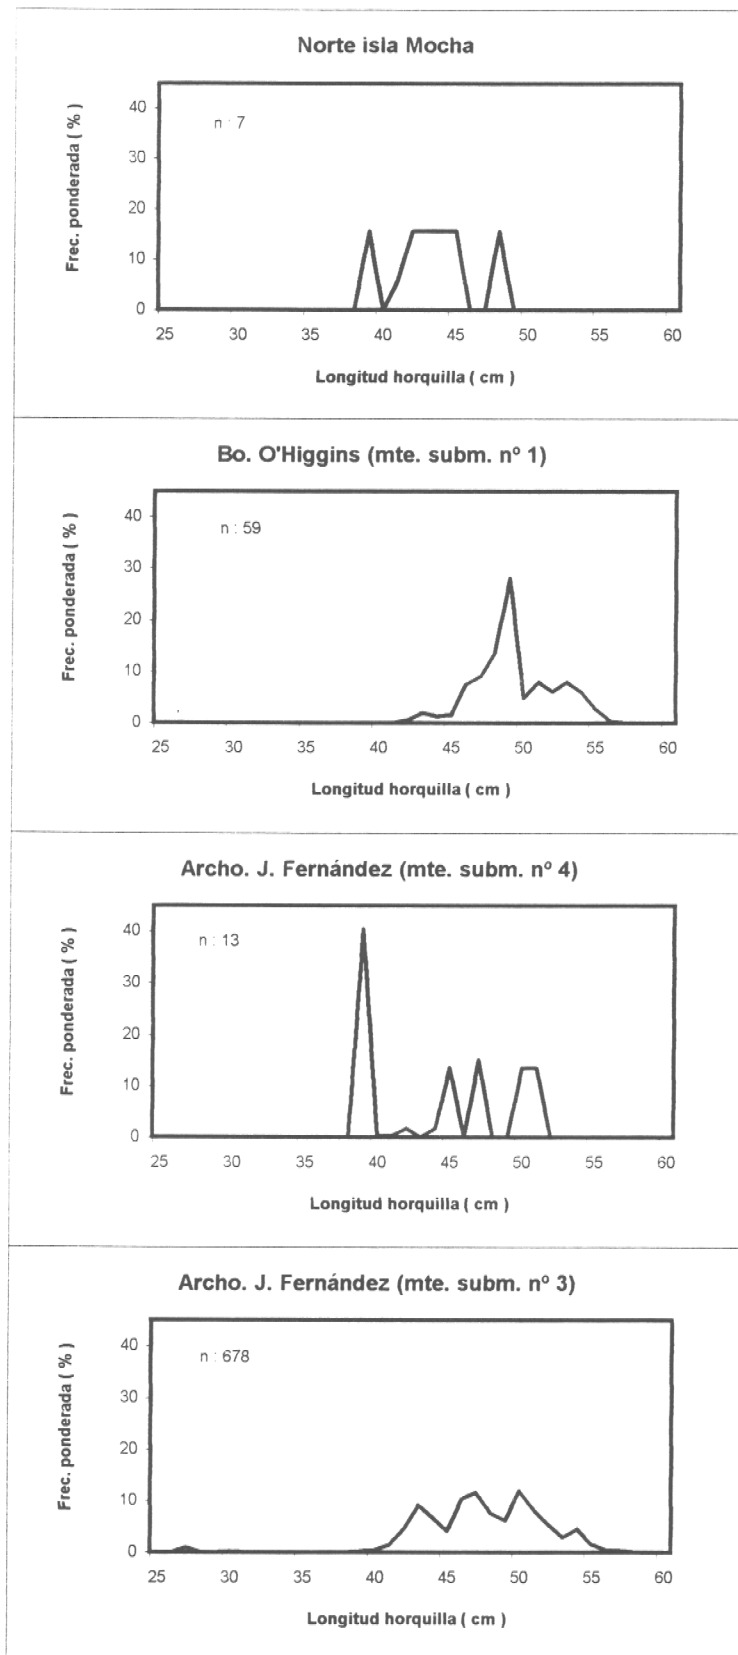 Norte isla Mocha
Frec. ponderada ( % )
n : 7
40
30
20
10
0
25 30 35 40 45 50 55 60
Longitud horquilla ( cm )
Bo. O'Higgins (mte. subm. nº 1)
Frec. ponderada ( % )
n : 59
40
30
20
10
0
25 30 35 40 45 50 55 60
Longitud horquilla ( cm )
Archo. J. Fernández (mte. subm. nº 4)
Frec. ponderada ( % )
n : 13
40
30
20
10
0
25 30 35 40 45 50 55 60
Longitud horquilla ( cm )
Archo. J. Fernández (mte. subm. nº 3)
Frec. ponderada ( % )
n : 678
40
30
20
10
0
25 30 35 40 45 50 55 60
Longitud horquilla ( cm )